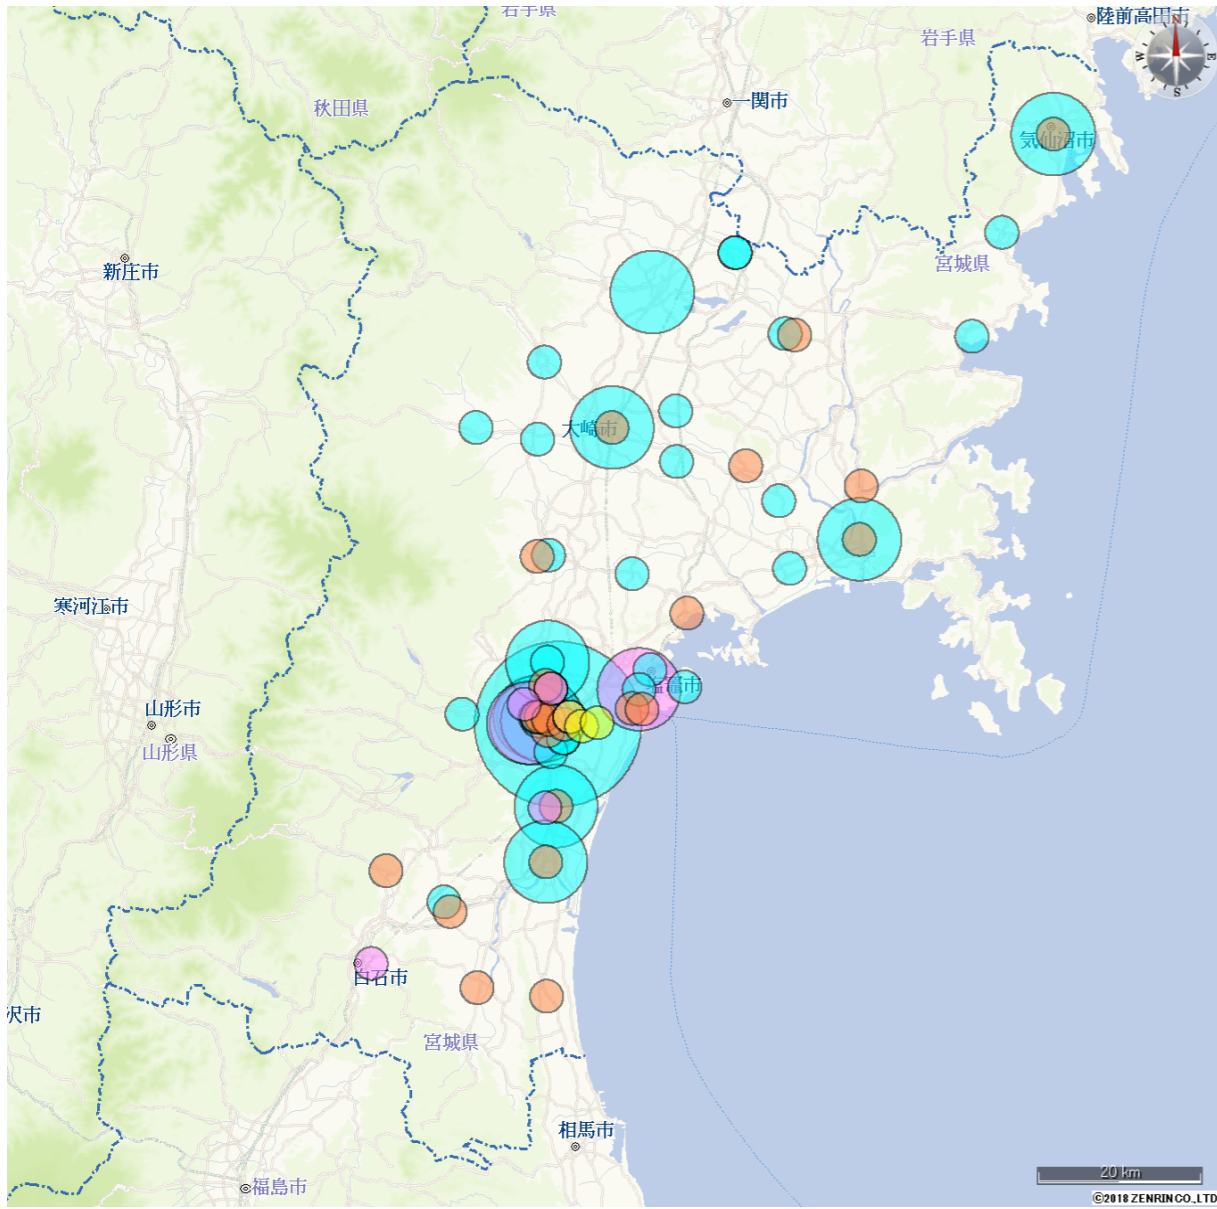 岩手県
陸前高田市
N
W
E
S
岩手県
秋田県
一関市
気仙沼市
宮城県
新庄市
大崎市
寒河江市
塩竈市
山形市
山形県
白石市
沢市
宮城県
相馬市
福島市
20 km
©2018 ZENRIN CO., LTD